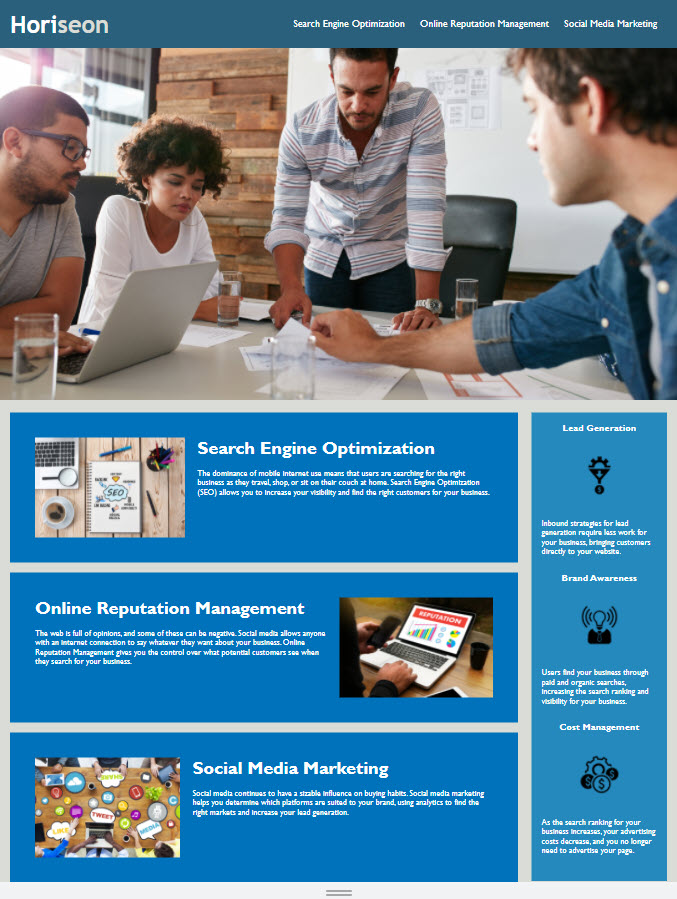 Horiseon
Search Engine Optimization
Online Reputation Management
Social Media Marketing
SEO
Search Engine Optimization
The dominance of mobile internet use means that users are searching for the right
business as they travel, shop, or sit on their couch at home. Search Engine Optimization
(SEO) allows you to increase your visibility and find the right customers for your business.
Online Reputation Management
The web is full of opinions, and some of these can be negative. Social media allows anyone
with an internet connection to say whatever they want about your business. Online
Reputation Management gives you the control over what potential customers see when
they search for your business.
REPUTATION
SHARE
LIKE
TWEET
MEDIA
Social Media Marketing
Social media continues to have a sizable influence on buying habits. Social media marketing
helps you determine which platforms are suited to your brand, using analytics to find the
right markets and increase your lead generation.
Lead Generation
Inbound strategies for lead
generation require less work for
your business, bringing customers
directly to your website.
Brand Awareness
Users find your business through
paid and organic searches,
increasing the search ranking and
visibility for your business.
Cost Management
As the search ranking for your
business increases, your advertising
costs decrease, and you no longer
need to advertise your page.